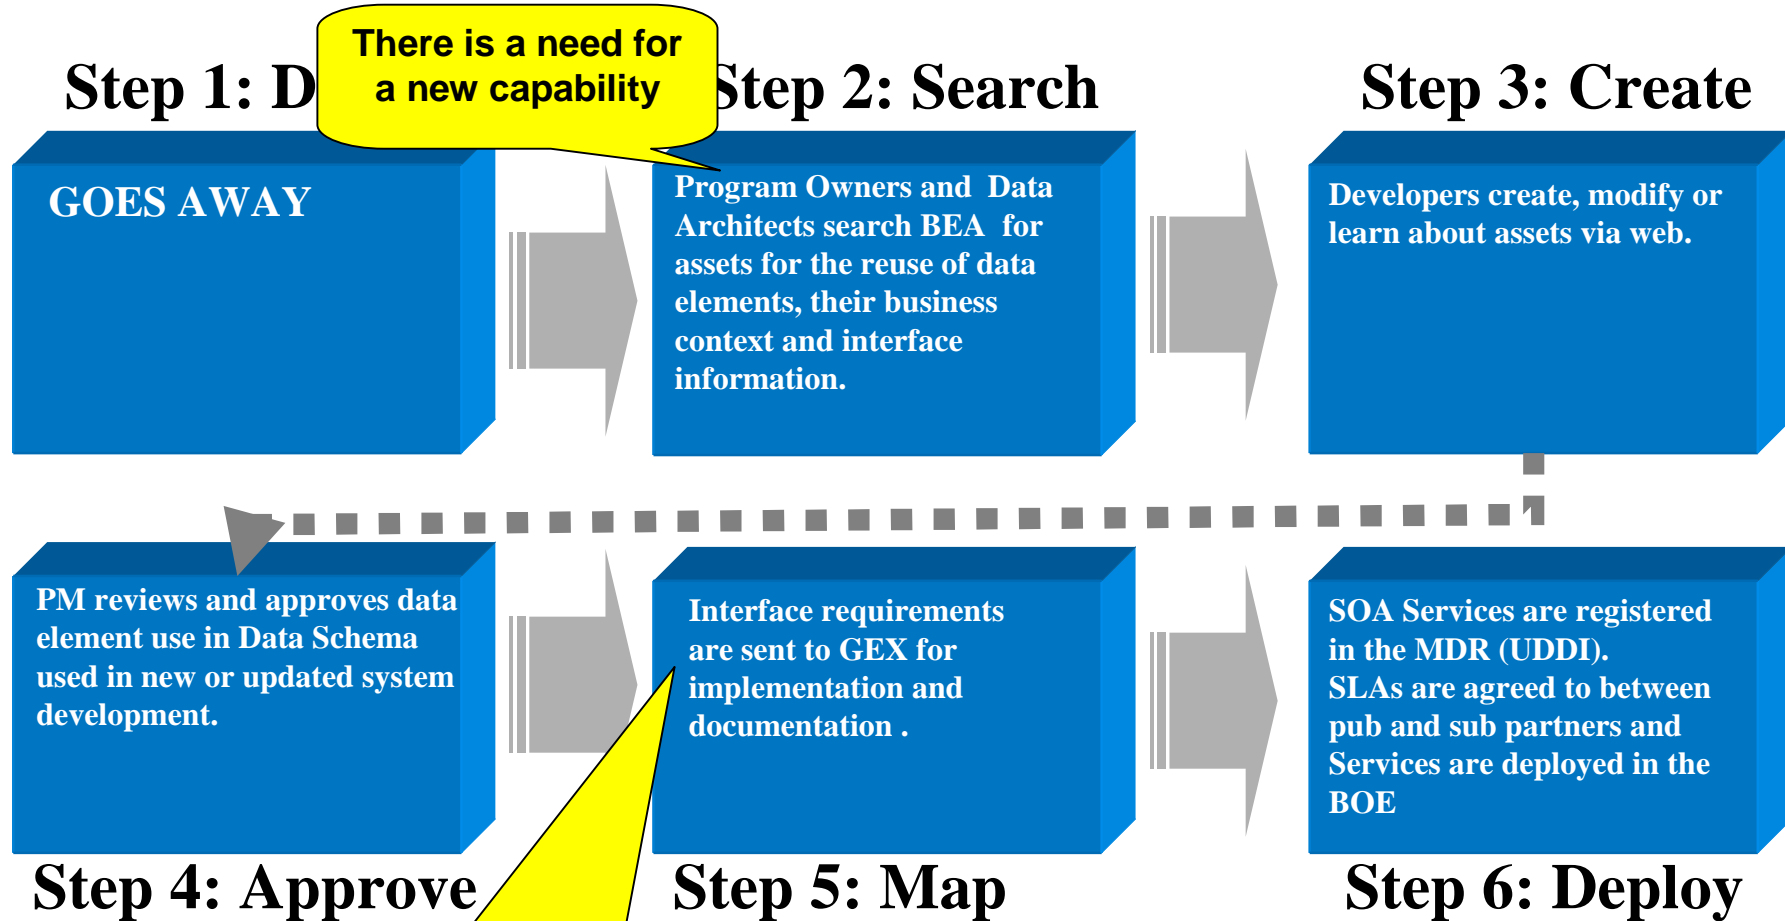 There is a need for
a new capability
Step 1: D
Step 2: Search
Step 3: Create
GOES AWAY
Program Owners and Data
Architects search BEA for
assets for the reuse of data
elements, their business
context and interface
information.
Developers create, modify or
learn about assets via web.
PM reviews and approves data
element use in Data Schema
used in new or updated system
development.
Interface requirements
are sent to GEX for
implementation and
documentation .
SOA Services are registered
in the MDR (UDDI).
SLAs are agreed to between
pub and sub partners and
Services are deployed in the
BOE
Step 4: Approve
Step 5: Map
Step 6: Deploy